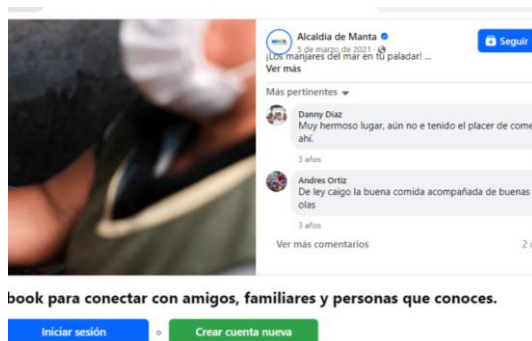 Alcaldía de Manta
5 de marzo de 2021 ·
Seguir
¡Los manjares del mar en tu paladar! ...
Ver más
Más pertinentes
Danny Diaz
Muy hermoso lugar, aún no e tenido el placer de come
ahí.
3 años
Andres Ortiz
De ley caigo la buena comida acompañada de buenas
olas
3 años
Ver más comentarios
2
book para conectar con amigos, familiares y personas que conoces.
Iniciar sesión
o
Crear cuenta nueva